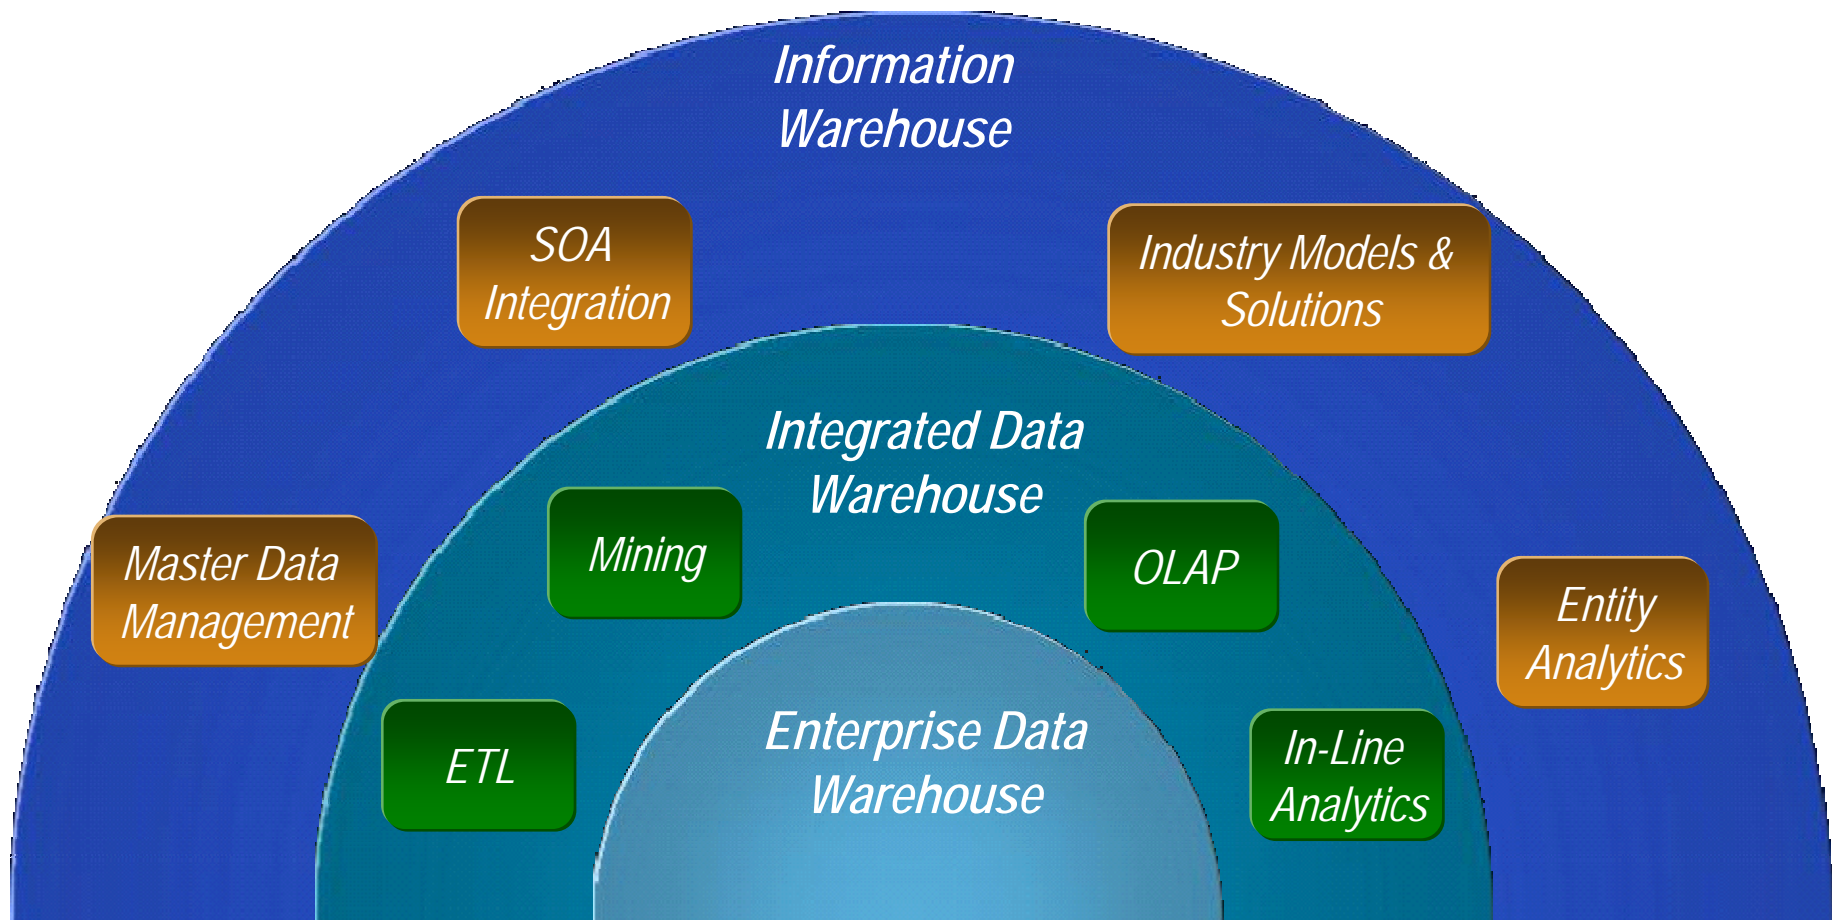 Information
Warehouse
SOA
Integration
Industry Models &
Solutions
Integrated Data
Warehouse
Mining
OLAP
Master Data
Management
Entity
Analytics
Enterprise Data
Warehouse
ETL
In-Line
Analytics